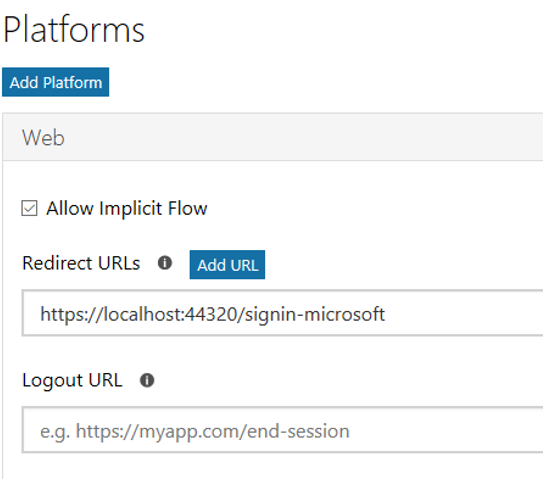 Platforms
Add Platform
Web
Allow Implicit Flow
Redirect URLs Add URL
https://localhost:44320/signin-microsoft
Logout URL
e.g. https://myapp.com/end-session